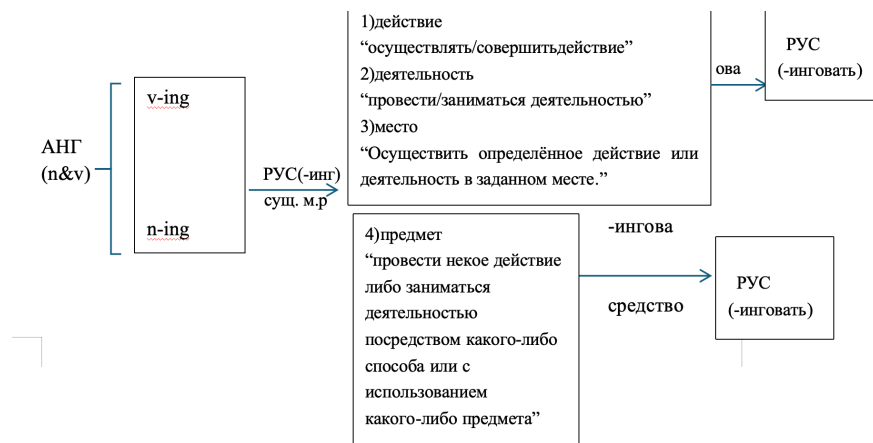 АНГ
(n&v)
v-ing
n-ing
РУС(-инг)
сущ. м.р
1)действие
“осуществлять/совершитьдействие”
2)деятельность
“провести/заниматься деятельностью”
3)место
“Осуществить определённое действие или
деятельность в заданном месте.”
ова
РУС
(-инговать)
4)предмет
“провести некое действие
либо заниматься
деятельностью
посредством какого-либо
способа или с
использованием
какого-либо предмета”
-ингова
средство
РУС
(-инговать)